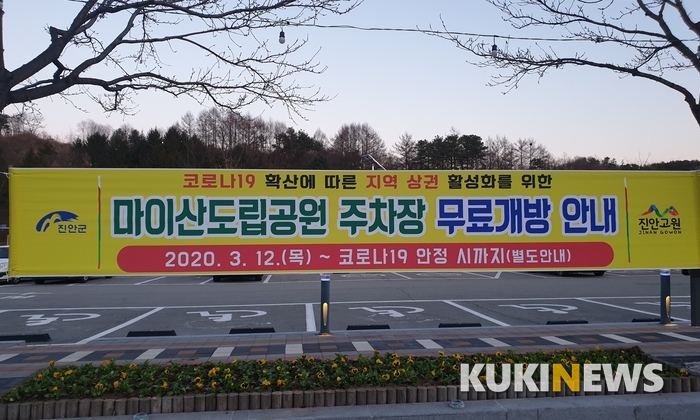 코로나19 확산에 따른 지역 상권 활성화를 위한
진안군
마이산도립공원 주차장 무료개방 안내
진안고원
JINAN GOWON
2020. 3. 12.(목) ~ 코로나19 안정 시까지(별도안내)
KUKINEWS